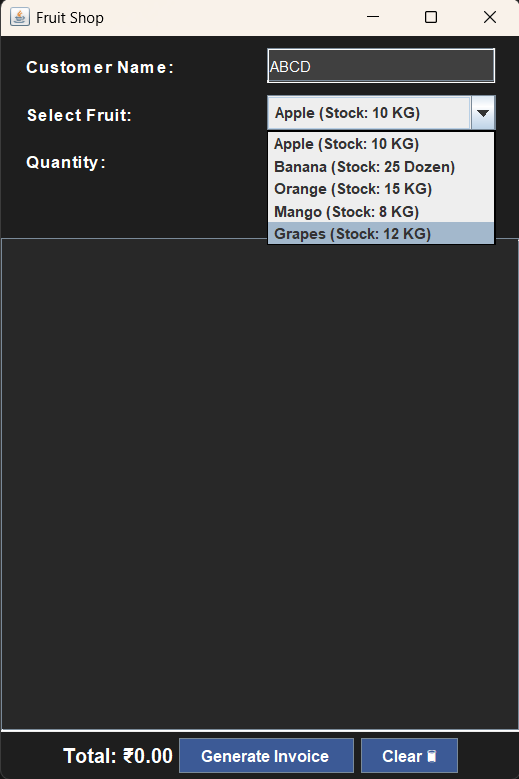 Fruit Shop
Customer Name:
ABCD
Select Fruit:
Apple (Stock: 10 KG)
Apple (Stock: 10 KG)
Banana (Stock: 25 Dozen)
Orange (Stock: 15 KG)
Mango (Stock: 8 KG)
Grapes (Stock: 12 KG)
Quantity:
Total: ₹0.00
Generate Invoice
Clear